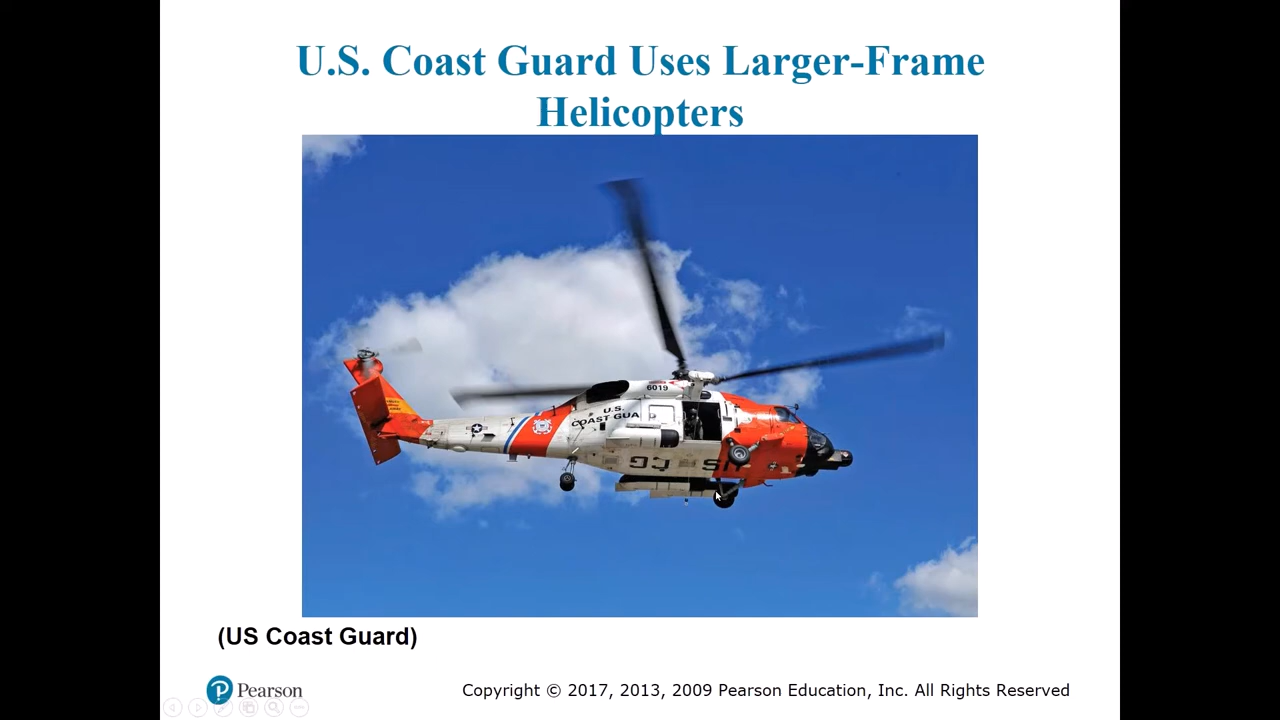 U.S. Coast Guard Uses Larger-Frame
Helicopters
6019
U.S.
COAST GUA
(US Coast Guard)
Pearson
Copyright © 2017, 2013, 2009 Pearson Education, Inc. All Rights Reserved